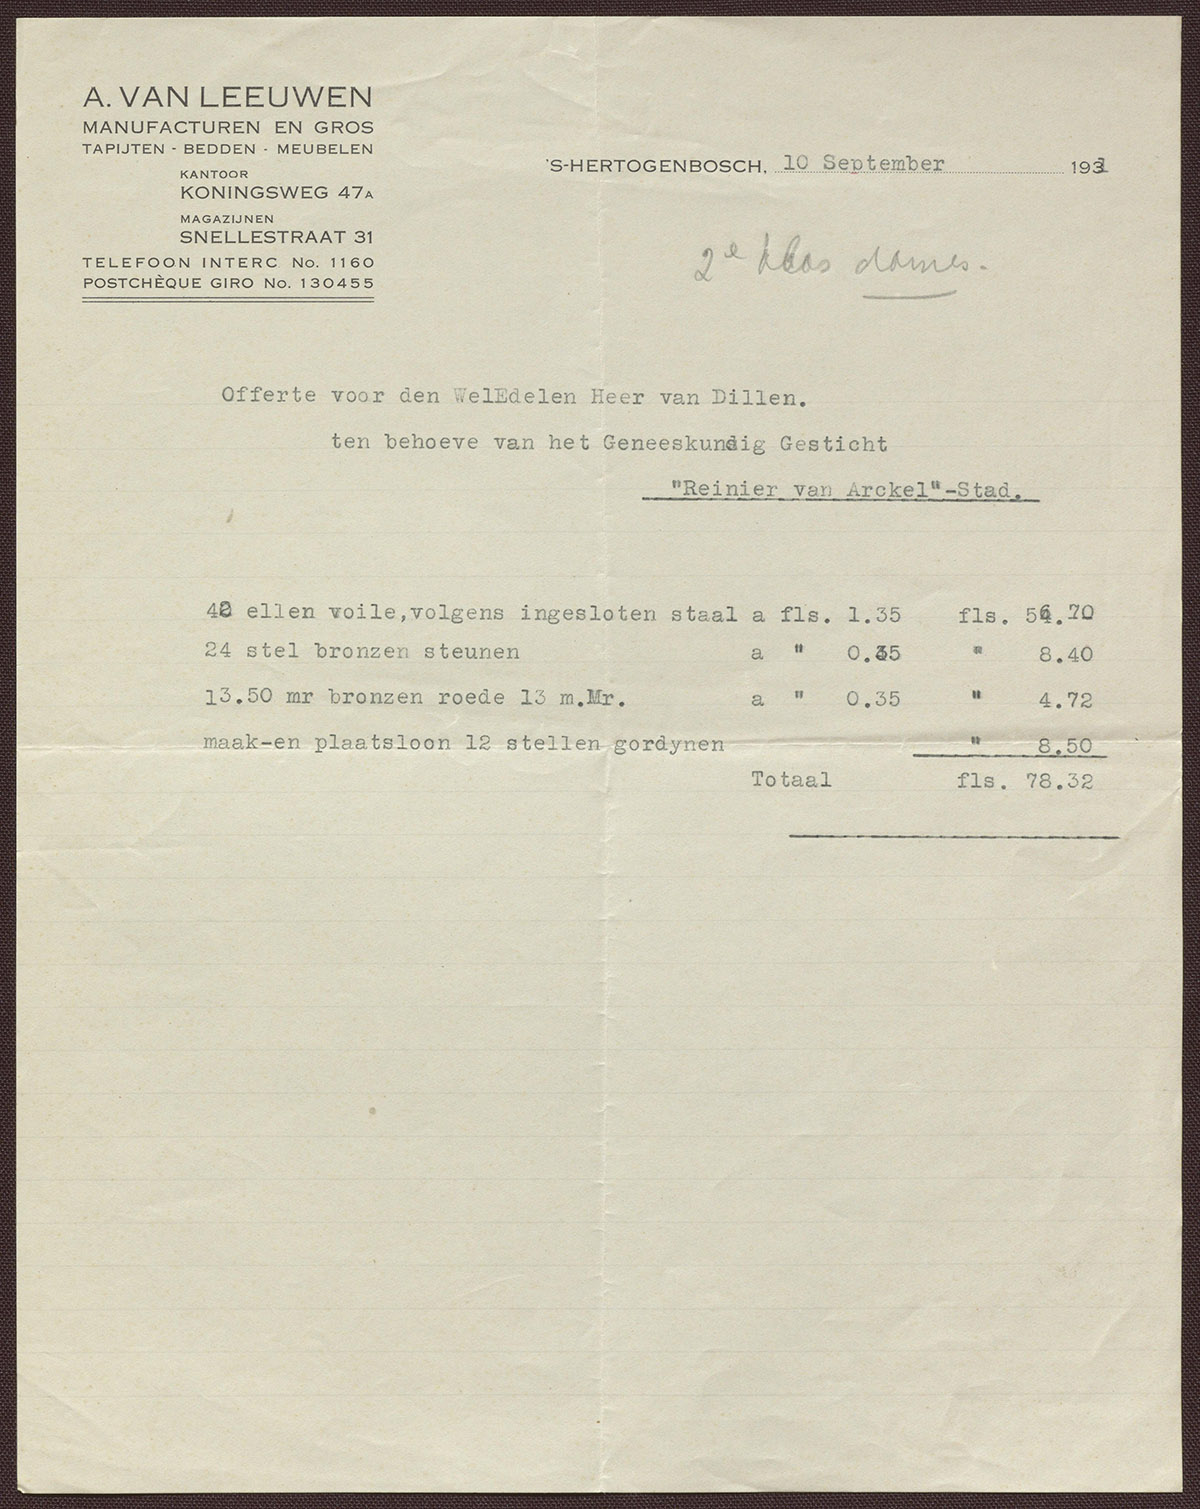 A. VAN LEEUWEN
MANUFACTUREN EN GROS
TAPIJTEN - BEDDEN - MEUBELEN
KANTOOR
KONINGSWEG 47A
MAGAZIJNEN
SNELLESTRAAT 31
TELEFOON INTERC No. 1160
POSTCHÈQUE GIRO No. 130455
'S-HERTOGENBOSCH, 10 September 1931
2e klas dames.
Offerte voor den WelEdelen Heer van Dillen.
ten behoeve van het Geneeskundig Gesticht
"Reinier van Arckel"-Stad.
42 ellen voile,volgens ingesloten staal a fls. 1.35 fls. 56.70
24 stel bronzen steunen a " 0.35 " 8.40
13.50 mr bronzen roede 13 m.Mr. a " 0.35 " 4.72
maak-en plaatsloon 12 stellen gordynen " 8.50
Totaal fls. 78.32